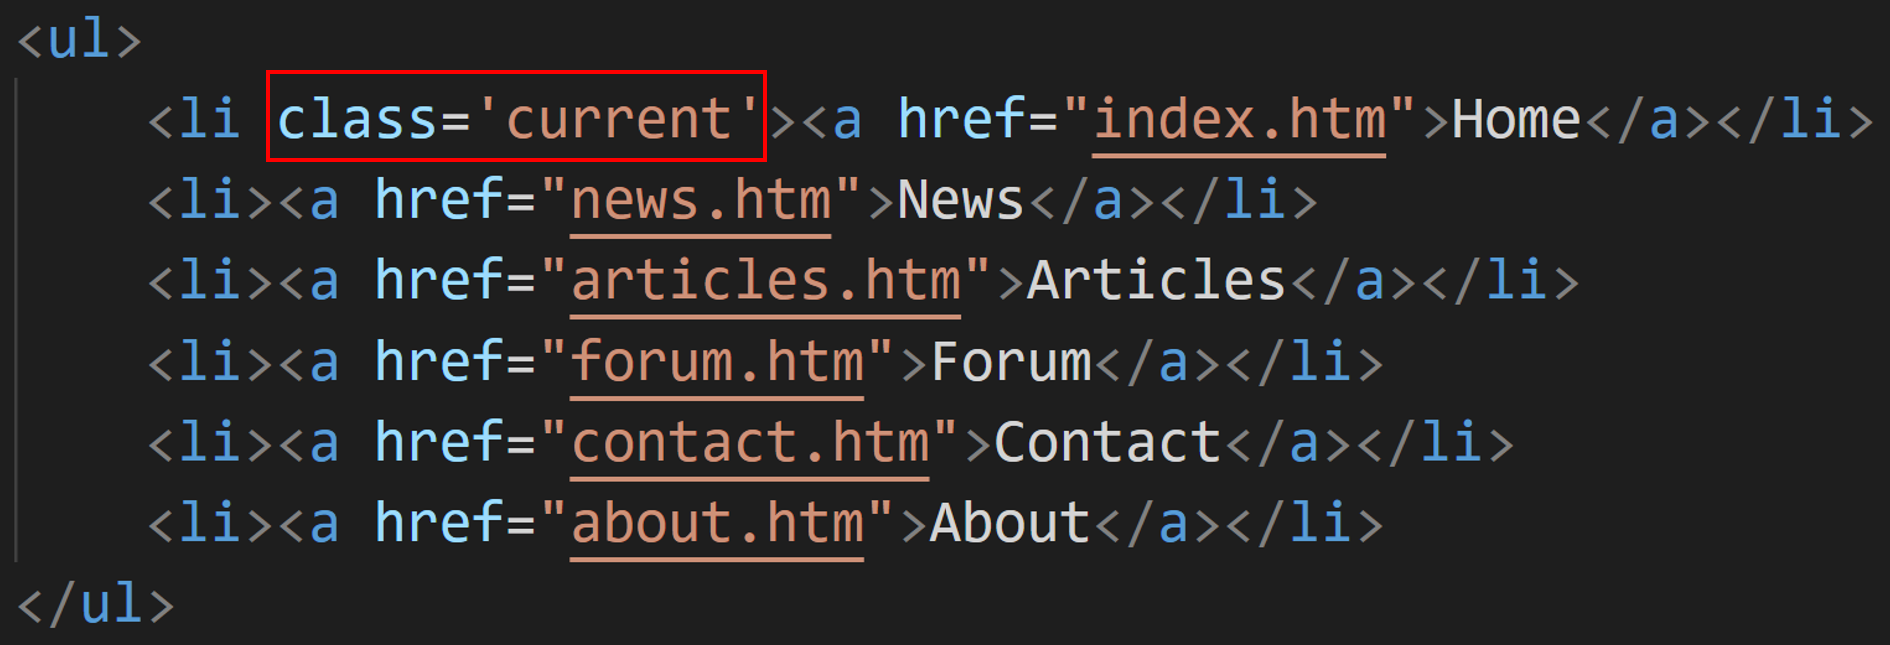 <ul>
<li class='current'><a href="index.htm">Home</a></li>
<li><a href="news.htm">News</a></li>
<li><a href="articles.htm">Articles</a></li>
<li><a href="forum.htm">Forum</a></li>
<li><a href="contact.htm">Contact</a></li>
<li><a href="about.htm">About</a></li>
</ul>